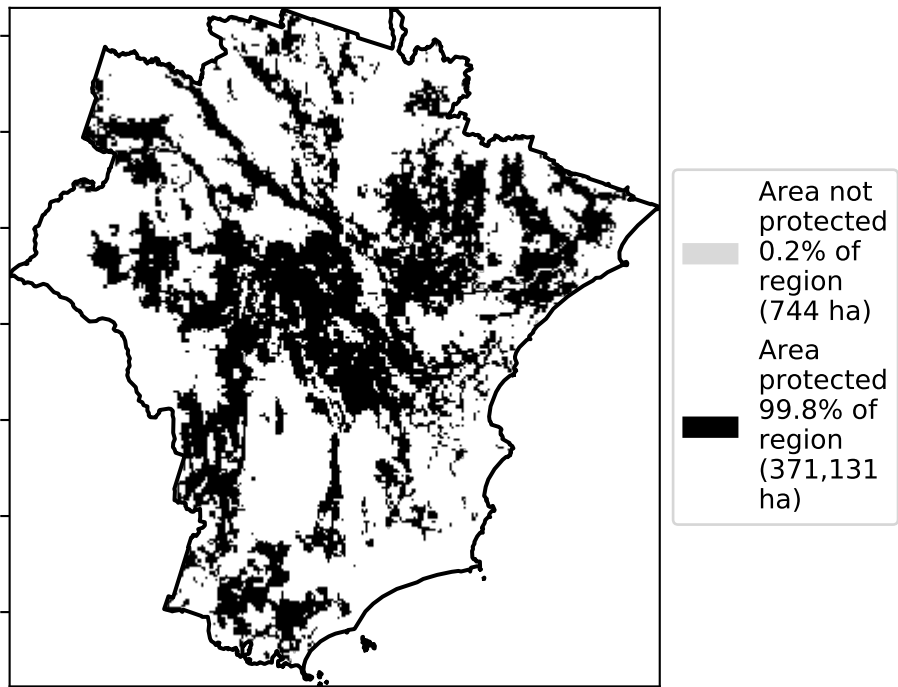 Area not
protected
0.2% of
region
(744 ha)
Area
protected
99.8% of
region
(371,131
ha)